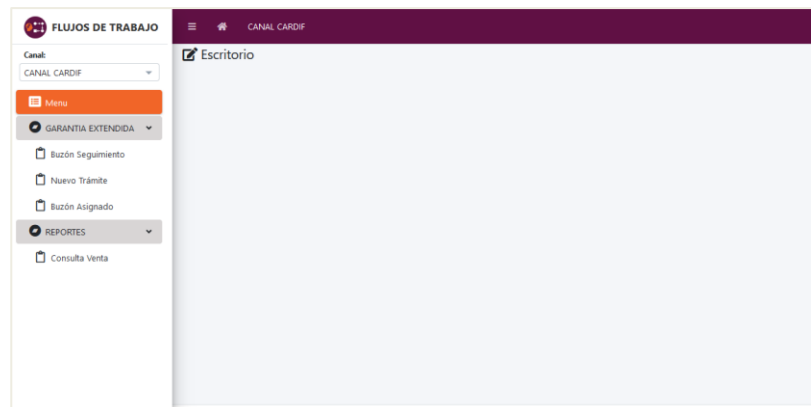 FLUJOS DE TRABAJO
CANAL CARDIF
Canal:
CANAL CARDIF
Escritorio
Menu
GARANTIA EXTENDIDA
Buzón Seguimiento
Nuevo Trámite
Buzón Asignado
REPORTES
Consulta Venta